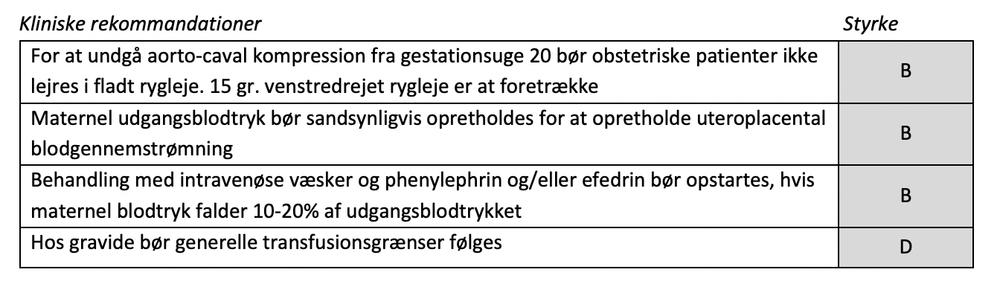 Kliniske rekommandationer Styrke
For at undgå aorto-caval kompression fra gestationsuge 20 bør obstetriske patienter ikke
lejres i fladt rygleje. 15 gr. venstredrejet rygleje er at foretrække
B
Maternel udgangsblodtryk bør sandsynligvis opretholdes for at opretholde uteroplacental
blodgennemstrømning
B
Behandling med intravenøse væsker og phenylephrin og/eller efedrin bør opstartes, hvis
maternel blodtryk falder 10-20% af udgangsblodtrykket
B
Hos gravide bør generelle transfusionsgrænser følges
D